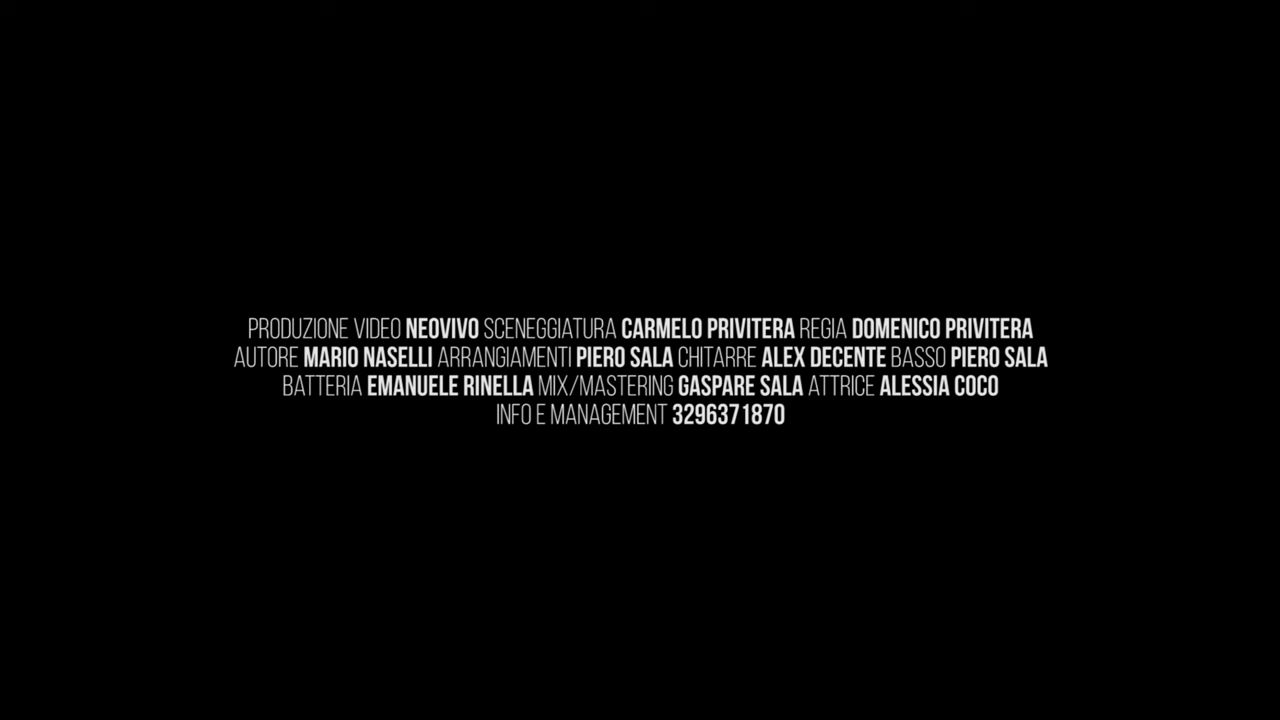 PRODUZIONE VIDEO NEOVIVO SCENEGGIATURA CARMELO PRIVITERA REGIA DOMENICO PRIVITERA
AUTORE MARIO NASELLI ARRANGIAMENTI PIERO SALA CHITARRE ALEX DECENTE BASSO PIERO SALA
BATTERIA EMANUELE RINELLA MIX/MASTERING GASPARE SALA ATTRICE ALESSIA COCO
INFO E MANAGEMENT 3296371870